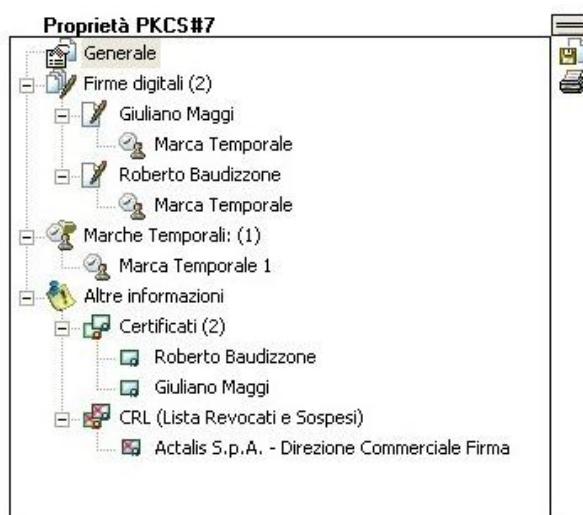 Proprietà PKCS#7
Generale
Firme digitali (2)
Giuliano Maggi
Marca Temporale
Roberto Baudizzone
Marca Temporale
Marche Temporali: (1)
Marca Temporale 1
Altre informazioni
Certificati (2)
Roberto Baudizzone
Giuliano Maggi
CRL (Lista Revocati e Sospesi)
Actalis S.p.A. - Direzione Commerciale Firma